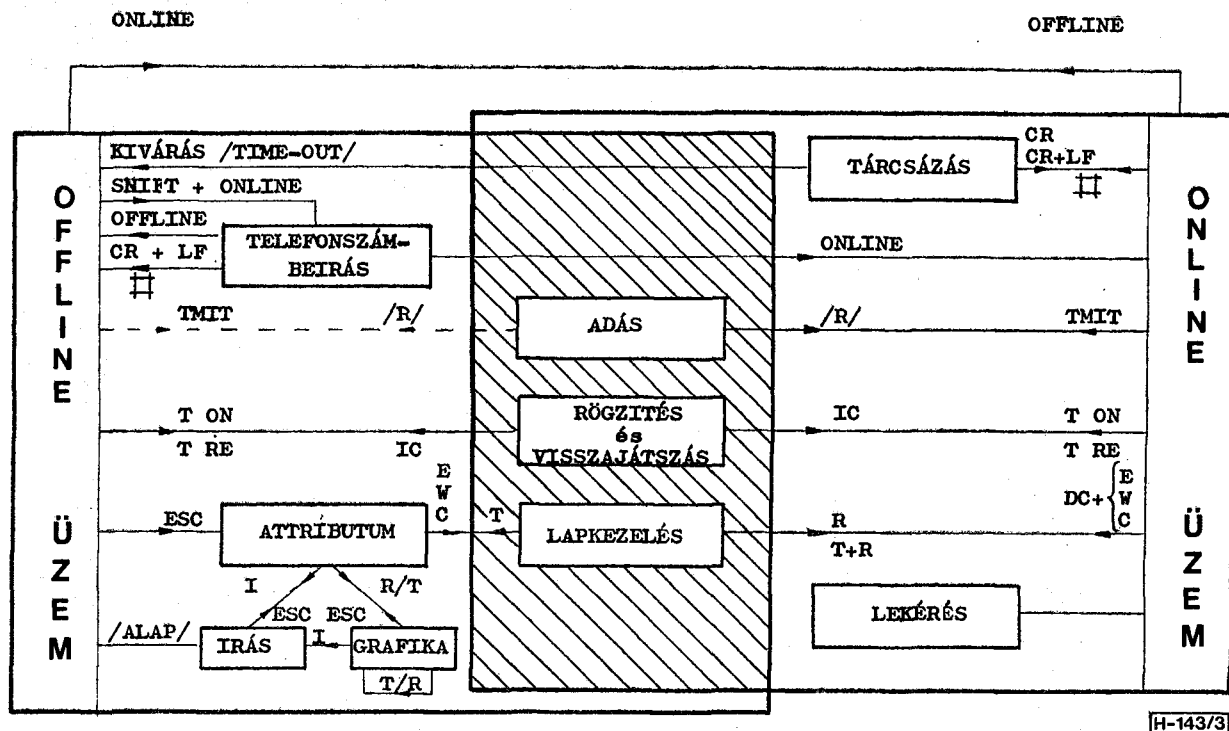 ONLINE
OFFLINE
KIVÁRÁS /TIME-OUT/
TÁRCSÁZÁS
CR
CR+LF
SNIFT + ONLINE
OFFLINE
TELEFONSZÁM-
BEIRÁS
CR + LF
ONLINE
TMIT
/R/
ADÁS
/R/
TMIT
T ON
T RE
IC
RÖGZITÉS
és
VISSZAJÁTSZÁS
IC
T ON
T RE
ESC
ATTRÍBUTUM
E
W
C
T
LAPKEZELÉS
R
T+R
DC+
E
W
C
I
R/T
ESC
ESC
/ALAP/
IRÁS
I
GRAFIKA
T/R
LEKÉRÉS
OFFLINE
ÜZEM
ONLINE
ÜZEM
H-143/3